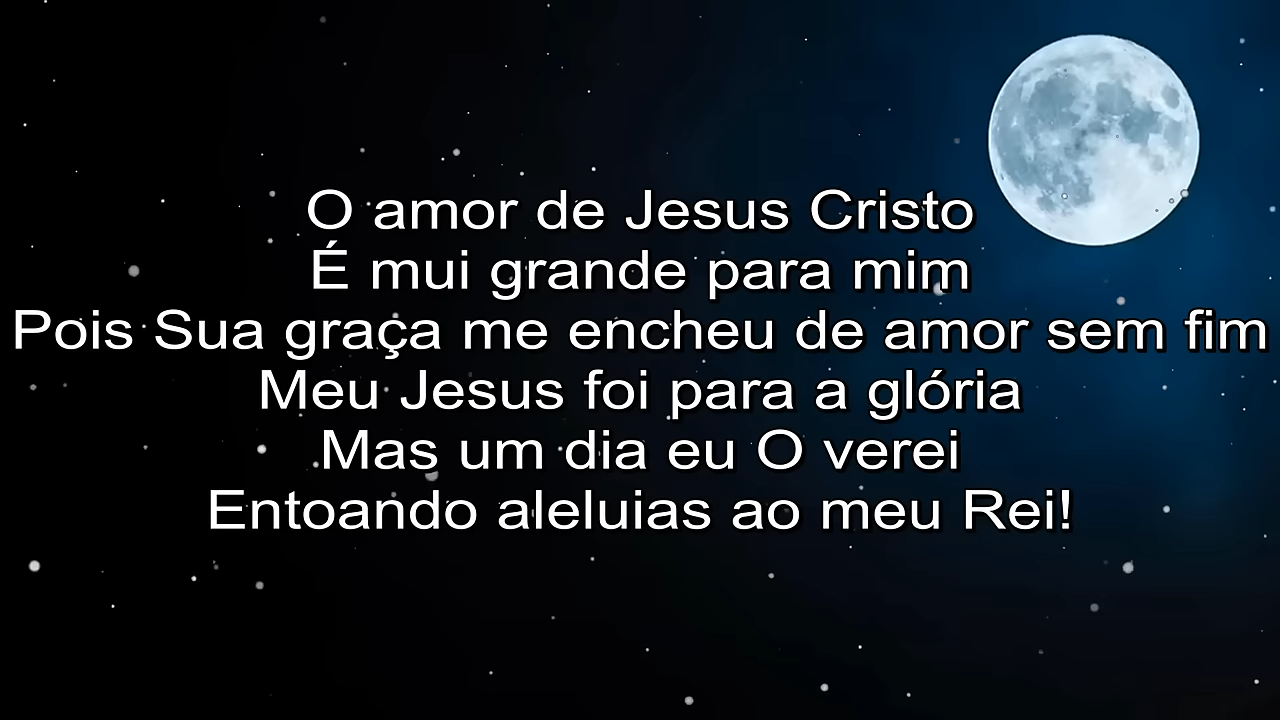 O amor de Jesus Cristo
É mui grande para mim
Pois Sua graça me encheu de amor sem fim
Meu Jesus foi para a glória
Mas um dia eu O verei
Entoando aleluias ao meu Rei!